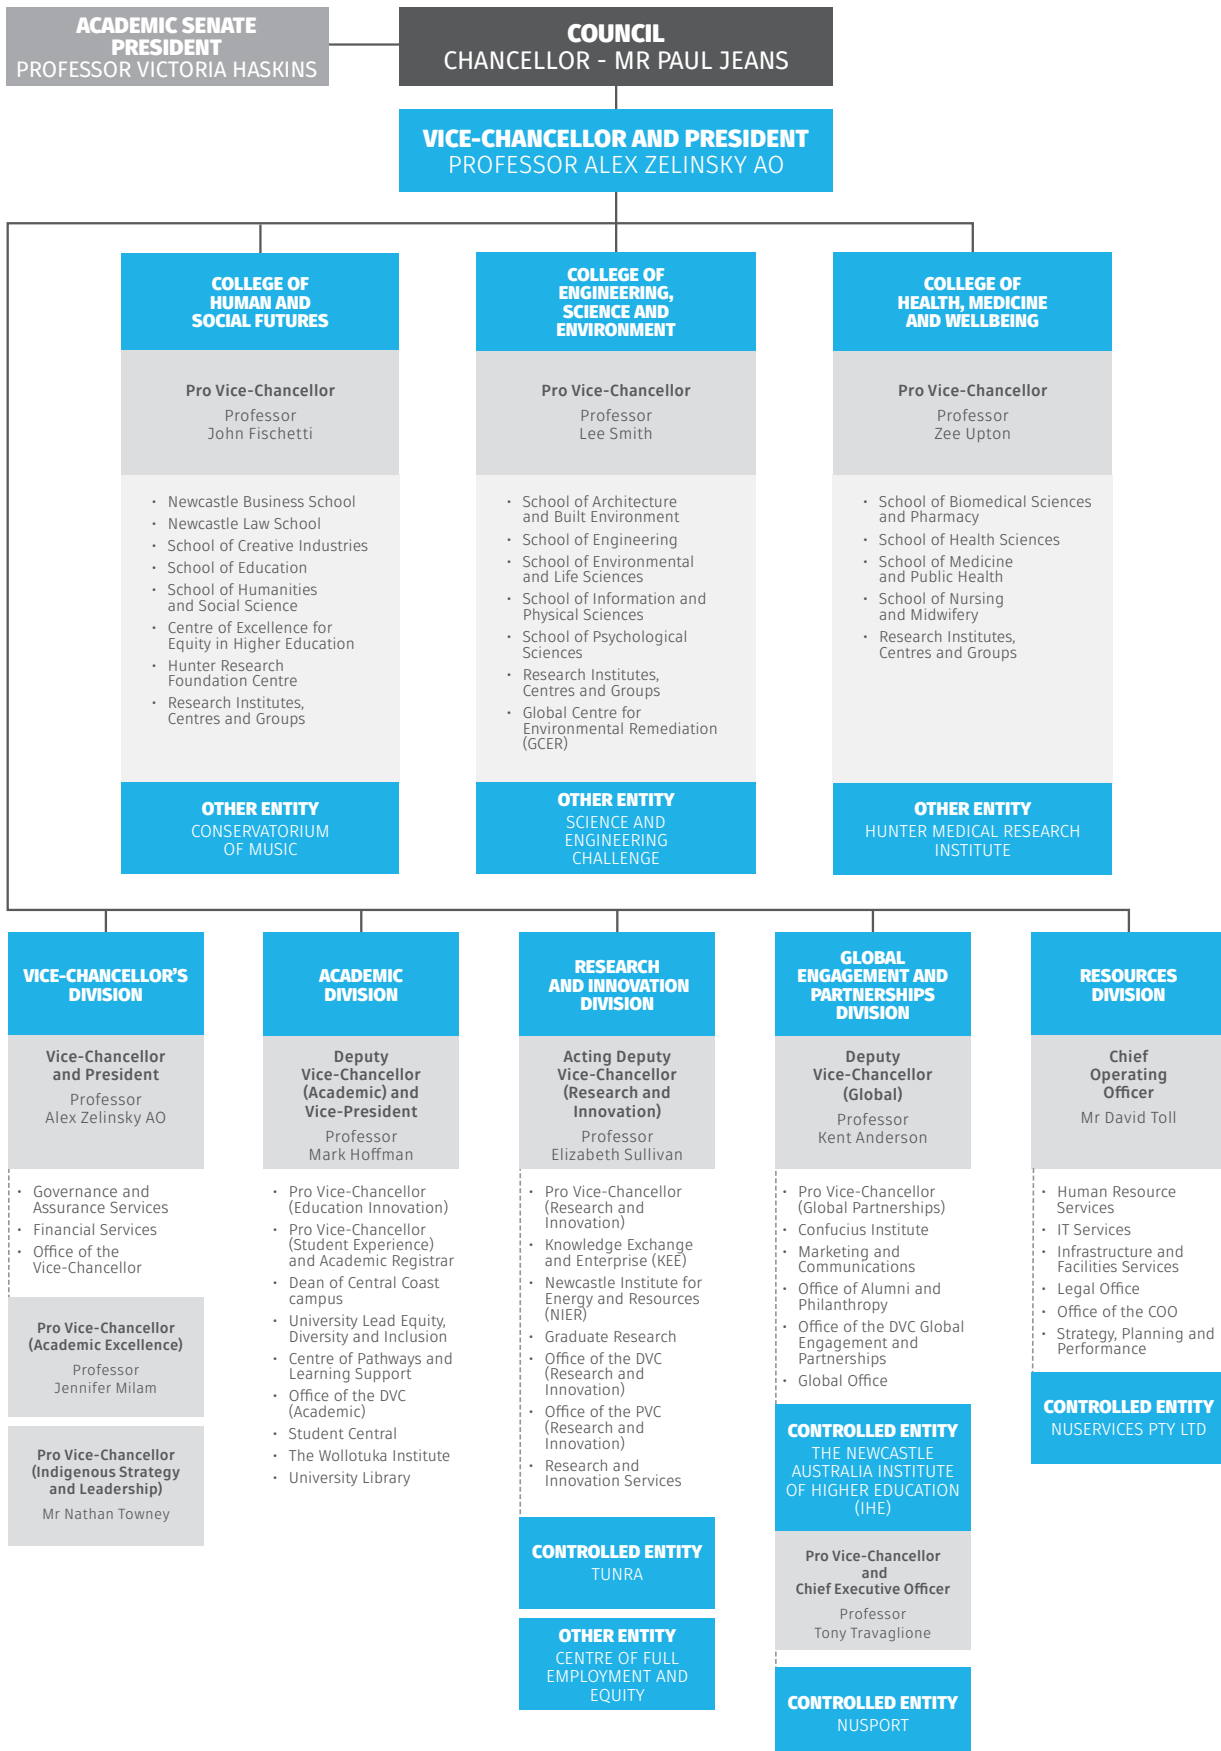 ACADEMIC SENATE
PRESIDENT
PROFESSOR VICTORIA HASKINS
COUNCIL
CHANCELLOR - MR PAUL JEANS
VICE-CHANCELLOR AND PRESIDENT
PROFESSOR ALEX ZELINSKY AO
COLLEGE OF
HUMAN AND
SOCIAL FUTURES
Pro Vice-Chancellor
Professor
John Fischetti
• Newcastle Business School
• Newcastle Law School
• School of Creative Industries
• School of Education
• School of Humanities
and Social Science
• Centre of Excellence for
Equity in Higher Education
• Hunter Research
Foundation Centre
• Research Institutes,
Centres and Groups
OTHER ENTITY
CONSERVATORIUM
OF MUSIC
COLLEGE OF
ENGINEERING,
SCIENCE AND
ENVIRONMENT
Pro Vice-Chancellor
Professor
Lee Smith
• School of Architecture
and Built Environment
• School of Engineering
• School of Environmental
and Life Sciences
• School of Information and
Physical Sciences
• School of Psychological
Sciences
• Research Institutes,
Centres and Groups
• Global Centre for
Environmental Remediation
(GCER)
OTHER ENTITY
SCIENCE AND
ENGINEERING
CHALLENGE
COLLEGE OF
HEALTH, MEDICINE
AND WELLBEING
Pro Vice-Chancellor
Professor
Zee Upton
• School of Biomedical Sciences
and Pharmacy
• School of Health Sciences
• School of Medicine
and Public Health
• School of Nursing
and Midwifery
• Research Institutes,
Centres and Groups
OTHER ENTITY
HUNTER MEDICAL RESEARCH
INSTITUTE
VICE-CHANCELLOR'S
DIVISION
Vice-Chancellor
and President
Professor
Alex Zelinsky AO
• Governance and
Assurance Services
• Financial Services
• Office of the
Vice-Chancellor
Pro Vice-Chancellor
(Academic Excellence)
Professor
Jennifer Milam
Pro Vice-Chancellor
(Indigenous Strategy
and Leadership)
Mr Nathan Towney
ACADEMIC
DIVISION
Deputy
Vice-Chancellor
(Academic) and
Vice-President
Professor
Mark Hoffman
• Pro Vice-Chancellor
(Education Innovation)
• Pro Vice-Chancellor
(Student Experience)
and Academic Registrar
• Dean of Central Coast
campus
• University Lead Equity,
Diversity and Inclusion
• Centre of Pathways and
Learning Support
• Office of the DVC
(Academic)
• Student Central
• The Wollotuka Institute
• University Library
RESEARCH
AND INNOVATION
DIVISION
Acting Deputy
Vice-Chancellor
(Research and
Innovation)
Professor
Elizabeth Sullivan
• Pro Vice-Chancellor
(Research and
Innovation)
• Knowledge Exchange
and Enterprise (KEE)
• Newcastle Institute for
Energy and Resources
(NIER)
• Graduate Research
• Office of the DVC
(Research and
Innovation)
• Office of the PVC
(Research and
Innovation)
• Research and
Innovation Services
CONTROLLED ENTITY
TUNRA
OTHER ENTITY
CENTRE OF FULL
EMPLOYMENT AND
EQUITY
GLOBAL
ENGAGEMENT AND
PARTNERSHIPS
DIVISION
Deputy
Vice-Chancellor
(Global)
Professor
Kent Anderson
• Pro Vice-Chancellor
(Global Partnerships)
• Confucius Institute
• Marketing and
Communications
• Office of Alumni and
Philanthropy
• Office of the DVC Global
Engagement and
Partnerships
• Global Office
CONTROLLED ENTITY
THE NEWCASTLE
AUSTRALIA INSTITUTE
OF HIGHER EDUCATION
(IHE)
Pro Vice-Chancellor
and
Chief Executive Officer
Professor
Tony Travaglione
CONTROLLED ENTITY
NUSPORT
RESOURCES
DIVISION
Chief
Operating
Officer
Mr David Toll
• Human Resource
Services
• IT Services
• Infrastructure and
Facilities Services
• Legal Office
• Office of the COO
• Strategy, Planning and
Performance
CONTROLLED ENTITY
NUSERVICES PTY LTD